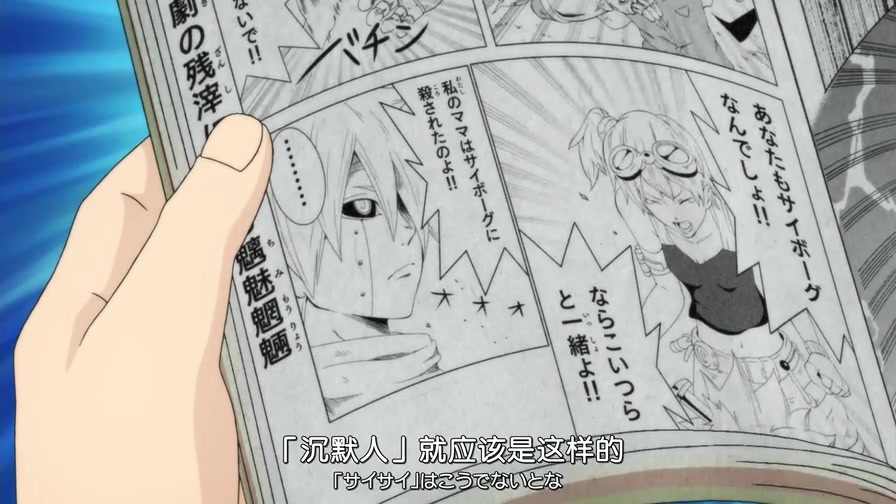 ないで!!
バチン
あなたもサイボーグ
なんでしょ!!
ならこいつら
と一緒よ!!
私のママはサイボーグに
殺されたのよ!!
………
劇の残滓
魑魅魍魎
「沉默人」就应该是这样的
「サイサイ」はこうでないとな